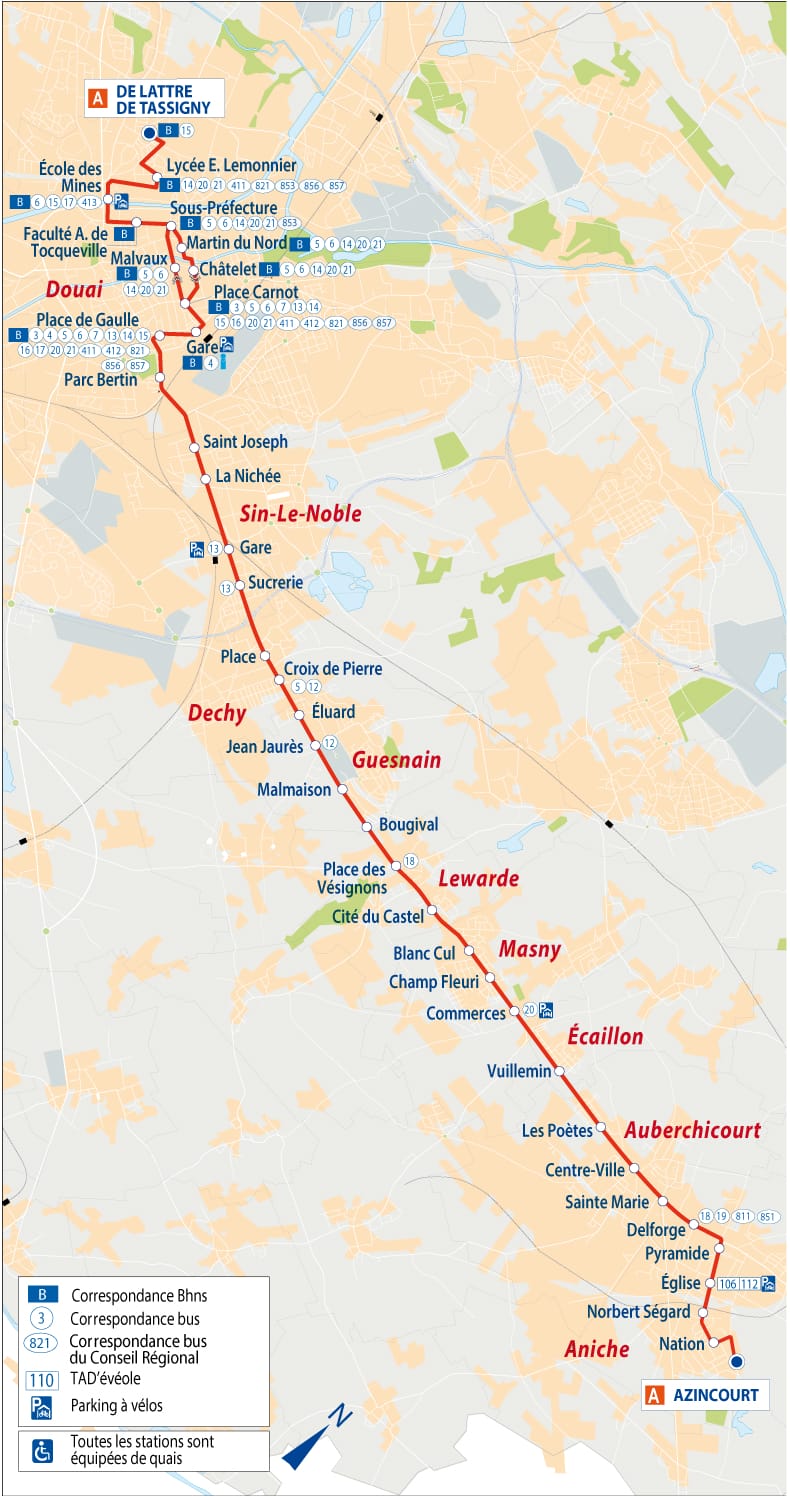 A DE LATTRE
DE TASSIGNY
B 15
Lycée E. Lemonnier
B 14 20 21 411 821 853 856 857
École des
Mines
B 6 15 17 413
Sous-Préfecture
B 5 6 14 20 21 853
Faculté A. de
Tocqueville
B
Martin du Nord B 5 6 14 20 21
Malvaux
B 5 6
14 20 21
Châtelet B 5 6 14 20 21
Douai
Place Carnot
B 3 5 6 7 13 14
15 16 20 21 411 412 821 856 857
Place de Gaulle
B 3 4 5 6 7 13 14 15
16 17 20 21 411 412 821
856 857
Gare
B 4
Parc Bertin
Saint Joseph
La Nichée
Sin-Le-Noble
13 Gare
13 Sucrerie
Place
Croix de Pierre
5 12
Dechy
Éluard
Jean Jaurès 12
Guesnain
Malmaison
Bougival
Place des
Vésignons
18
Lewarde
Cité du Castel
Blanc Cul
Masny
Champ Fleuri
Commerces 20
Écaillon
Vuillemin
Les Poètes
Auberchicourt
Centre-Ville
Sainte Marie
Delforge
18 19 811 851
Pyramide
Église 106 112
Norbert Ségard
Nation
Aniche
A AZINCOURT
B Correspondance Bhns
3 Correspondance bus
821 Correspondance bus
du Conseil Régional
110 TAD'évéole
P Parking à vélos
Toutes les stations sont
équipées de quais
N